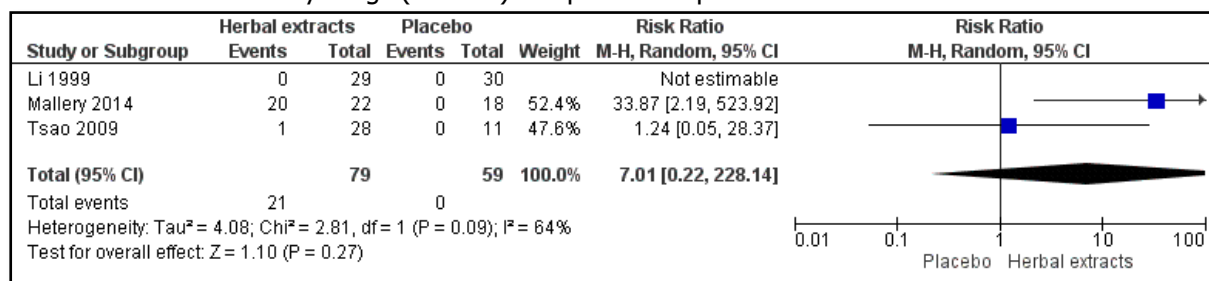 Herbal extracts Placebo Risk Ratio Risk Ratio
Study or Subgroup Events Total Events Total Weight M-H, Random, 95% CI M-H, Random, 95% CI
Li 1999 0 29 0 30 Not estimable
Mallery 2014 20 22 0 18 52.4% 33.87 [2.19, 523.92]
Tsao 2009 1 28 0 11 47.6% 1.24 [0.05, 28.37]
Total (95% CI) 79 59 100.0% 7.01 [0.22, 228.14]
Total events 21 0
Heterogeneity: Tau² = 4.08; Chi² = 2.81, df = 1 (P = 0.09); I² = 64%
Test for overall effect: Z = 1.10 (P = 0.27)
0.01 0.1 1 10 100
Placebo Herbal extracts